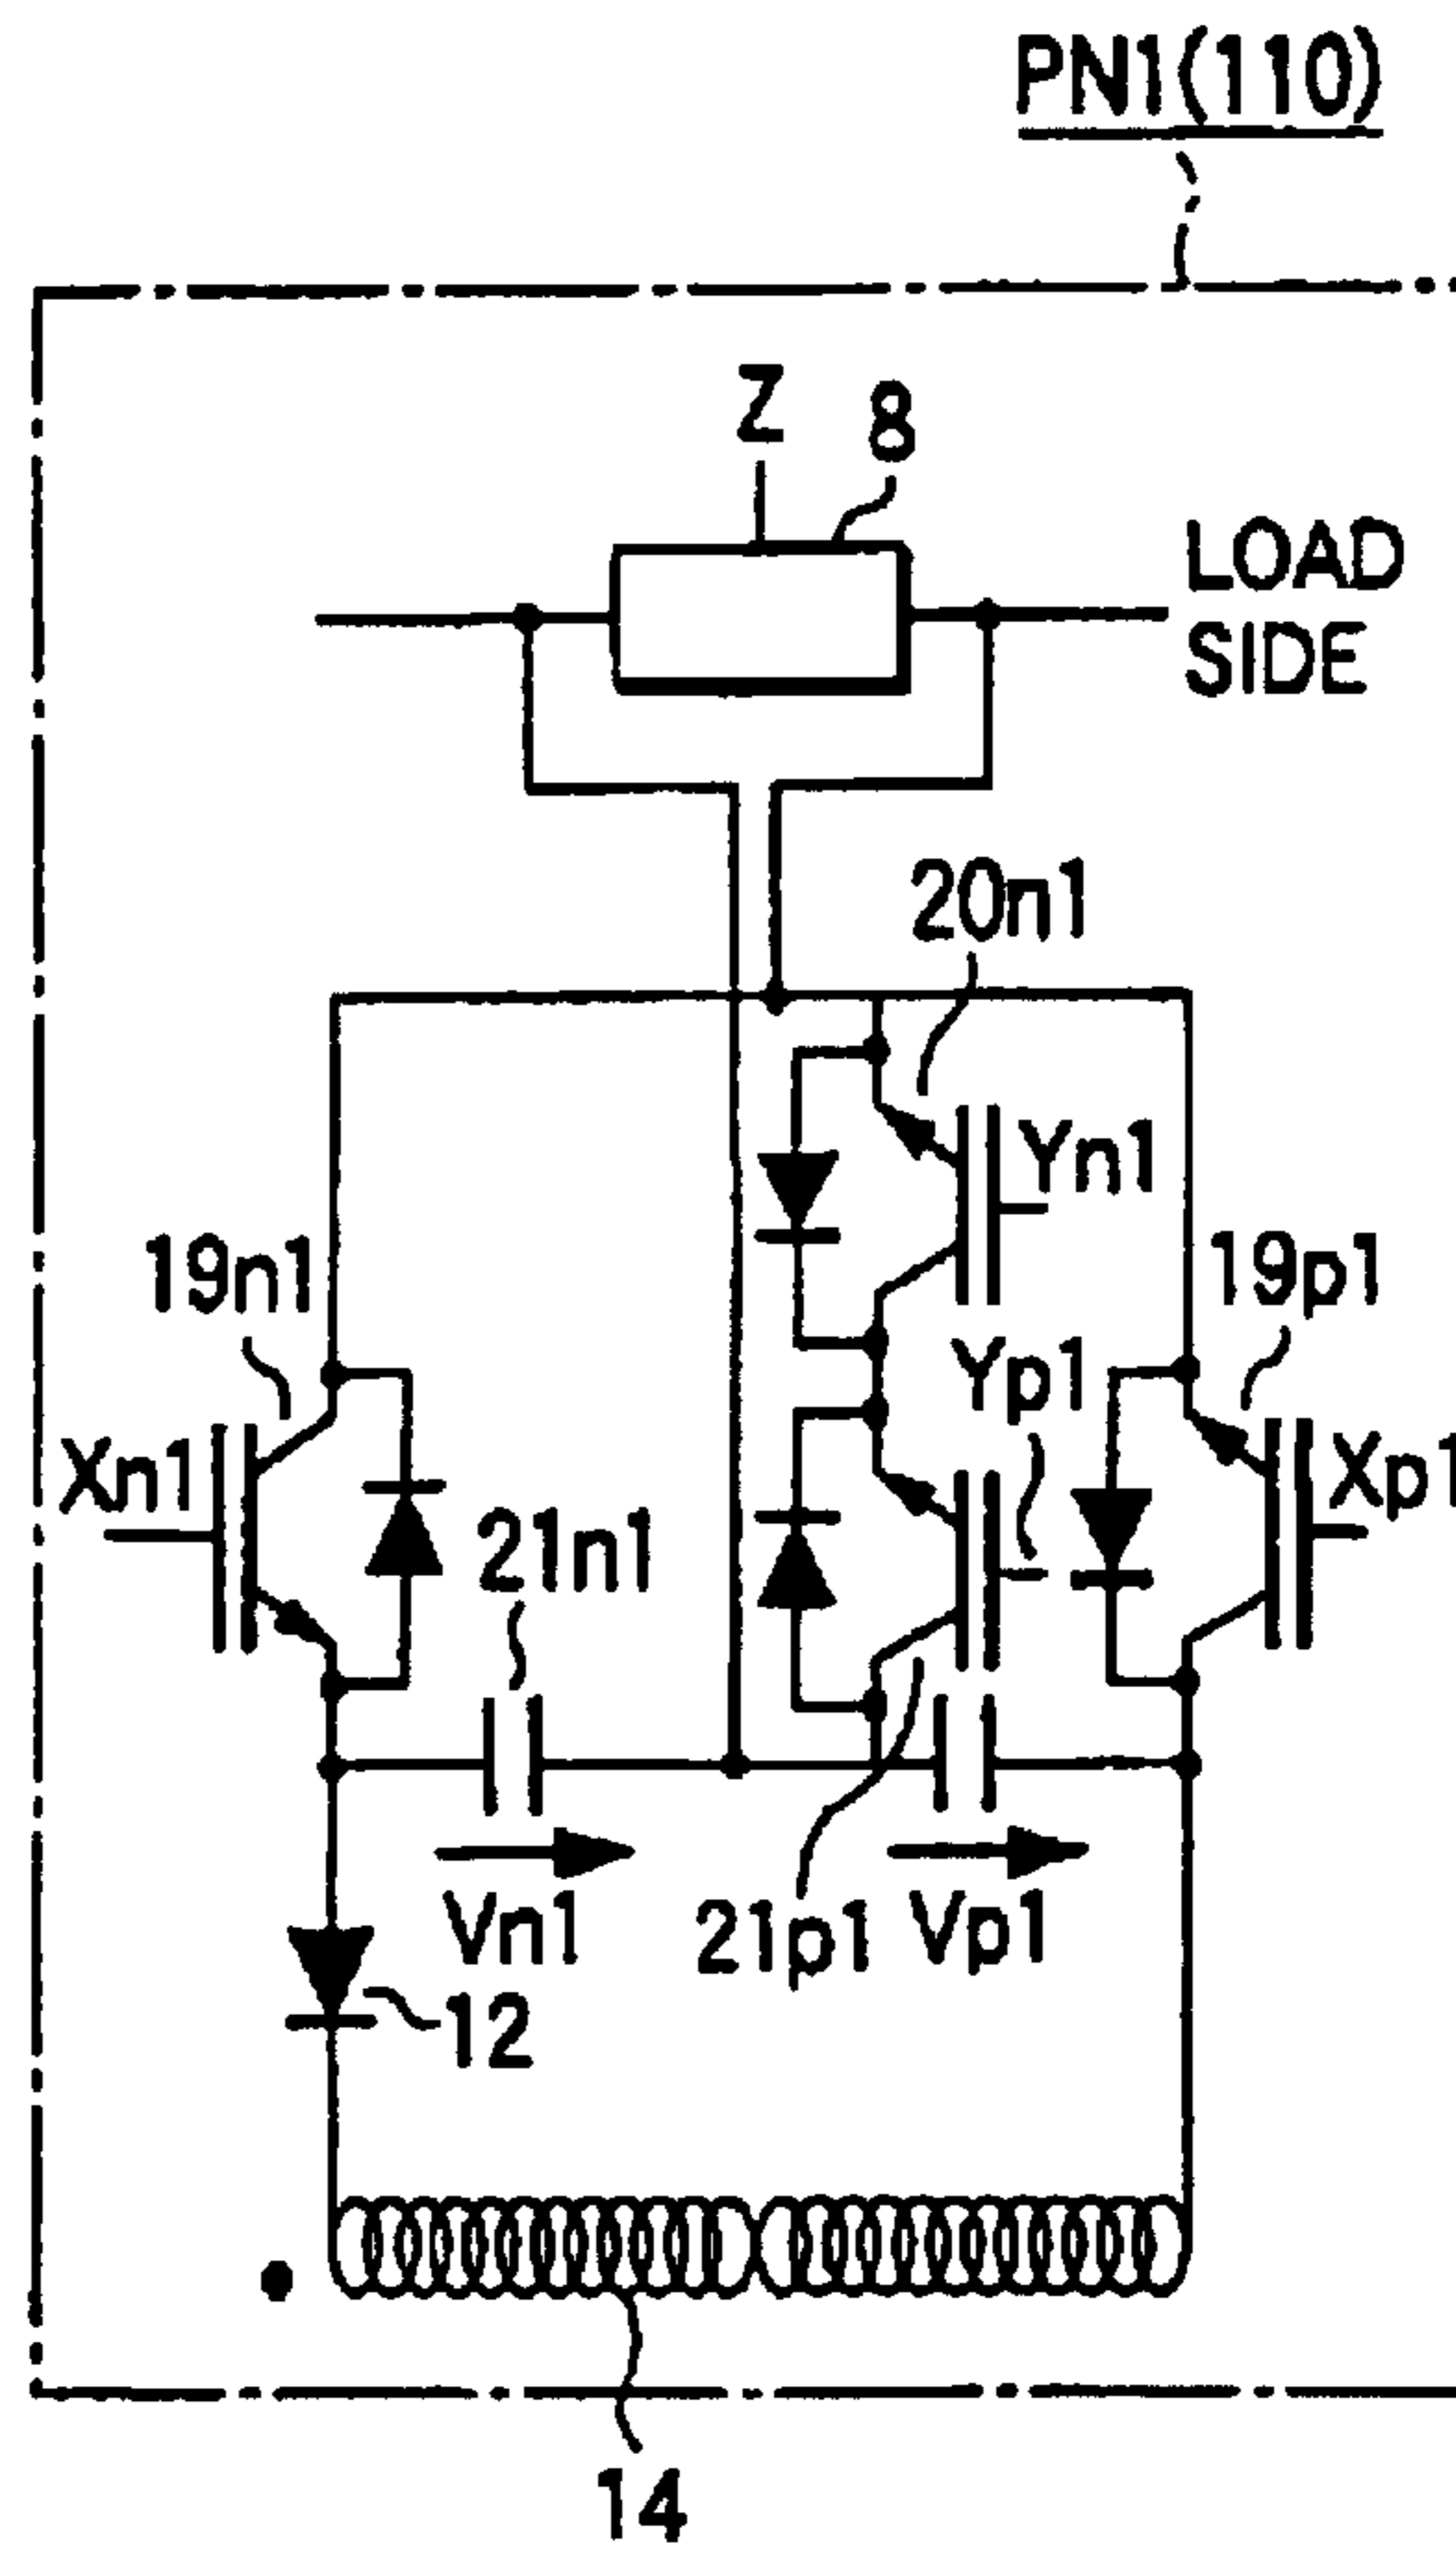 PN1(110)
Z
8
LOAD
SIDE
20n1
Yn1
19n1
19p1
Yp1
Xn1
Xp1
21n1
Vn1
21p1
Vp1
12
14